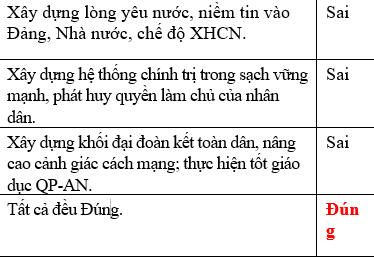 Xây dựng lòng yêu nước, niềm tin vào Sai
Đảng, Nhà nước, chế độ XHCN.
Xây dựng hệ thống chính trị trong sạch vững Sai
mạnh, phát huy quyền làm chủ của nhân
dân.
Xây dựng khối đại đoàn kết toàn dân, nâng Sai
cao cảnh giác cách mạng; thực hiện tốt giáo
dục QP-AN.
Tất cả đều Đúng. Đún
g